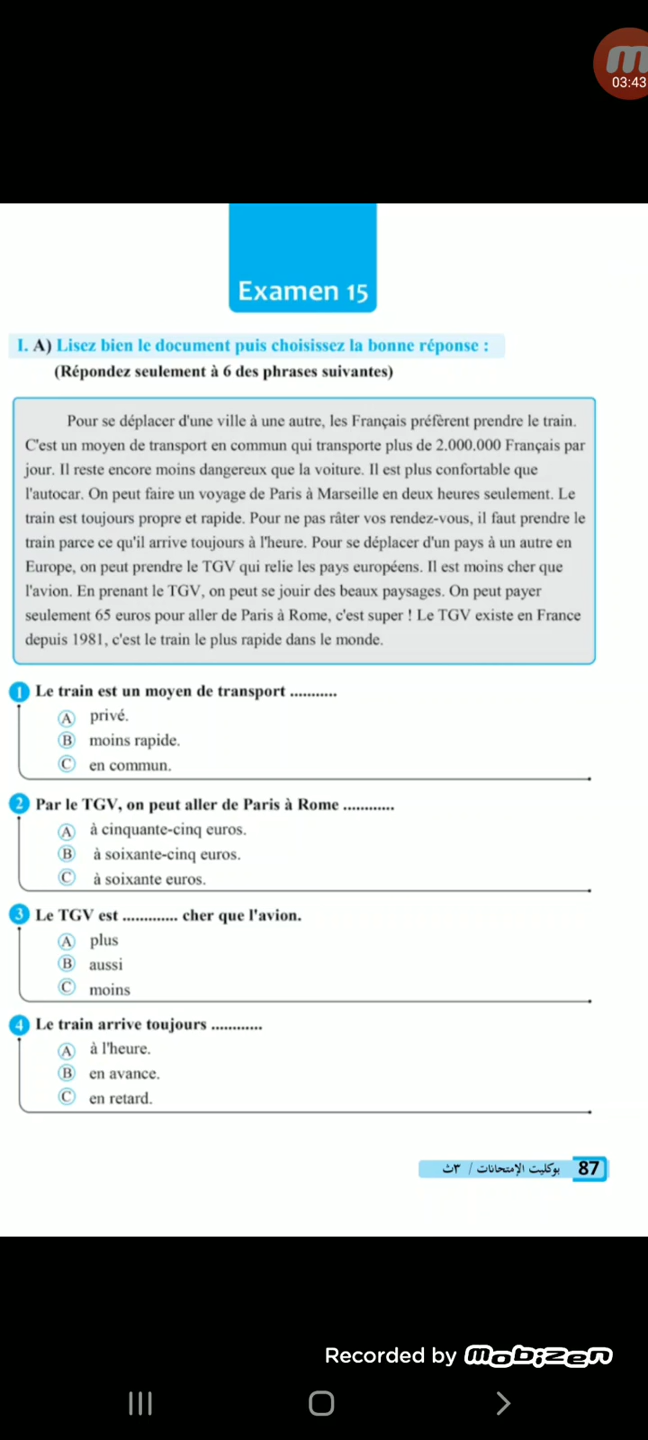 03:43
Examen 15
I. A) Lisez bien le document puis choisissez la bonne réponse :
(Répondez seulement à 6 des phrases suivantes)
Pour se déplacer d'une ville à une autre, les Français préfèrent prendre le train.
C'est un moyen de transport en commun qui transporte plus de 2.000.000 Français par
jour. Il reste encore moins dangereux que la voiture. Il est plus confortable que
l'autocar. On peut faire un voyage de Paris à Marseille en deux heures seulement. Le
train est toujours propre et rapide. Pour ne pas râter vos rendez-vous, il faut prendre le
train parce ce qu'il arrive toujours à l'heure. Pour se déplacer d'un pays à un autre en
Europe, on peut prendre le TGV qui relie les pays européens. Il est moins cher que
l'avion. En prenant le TGV, on peut se jouir des beaux paysages. On peut payer
seulement 65 euros pour aller de Paris à Rome, c'est super ! Le TGV existe en France
depuis 1981, c'est le train le plus rapide dans le monde.
1 Le train est un moyen de transport ...........
A privé.
B moins rapide.
C en commun.
2 Par le TGV, on peut aller de Paris à Rome ............
A à cinquante-cinq euros.
B à soixante-cinq euros.
C à soixante euros.
3 Le TGV est ............. cher que l'avion.
A plus
B aussi
C moins
4 Le train arrive toujours ............
A à l'heure.
B en avance.
C en retard.
بوكليت الإمتحانات / ٣ث 87
Recorded by mobizen